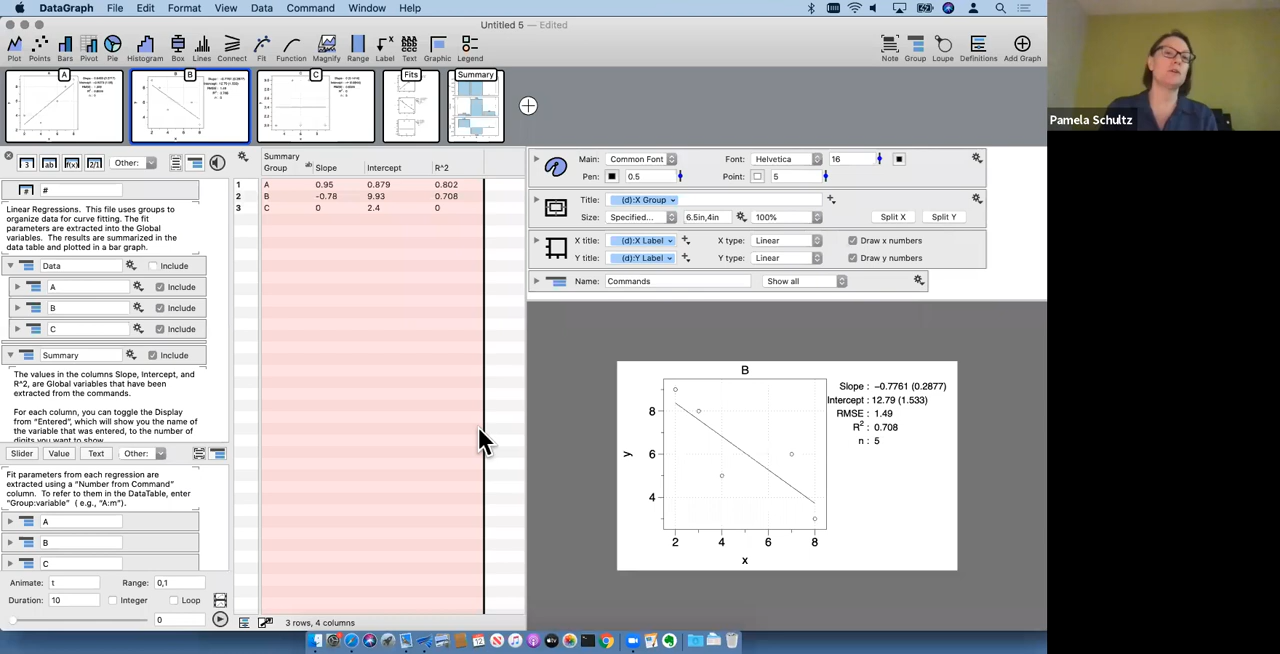 DataGraph File Edit Format View Data Command Window Help
Untitled 5 — Edited
Plot Points Bars Pivot Pie Histogram Box Lines Connect Fit Function Magnify Range Label Text Graphic Legend Note Group Loupe Definitions Add Graph
A B C Fits Summary
Pamela Schultz
Other:
# #
Linear Regressions. This file uses groups to
organize data for curve fitting. The fit
parameters are extracted into the Global
variables. The results are summarized in the
data table and plotted in a bar graph.
Data Include
A Include
B Include
C Include
Summary Include
The values in the columns Slope, Intercept, and
R^2, are Global variables that have been
extracted from the commands.
For each column, you can toggle the Display
from "Entered", which will show you the name of
the variable that was entered, to the number of
digits you want to show.
Slider Value Text Other:
Fit parameters from each regression are
extracted using a "Number from Command"
column. To refer to them in the DataTable, enter
"Group:variable" ( e.g., "A:m").
A
B
C
Animate: t Range: 0,1
Duration: 10 Integer Loop
0
Summary
Group ab Slope Intercept R^2
1 A 0.95 0.879 0.802
2 B -0.78 9.93 0.708
3 C 0 2.4 0
3 rows, 4 columns
Main: Common Font Font: Helvetica 16
Pen: 0.5 Point: 5
Title: (d):X Group
Size: Specified... 6.5in,4in 100% Split X Split Y
X title: (d):X Label X type: Linear Draw x numbers
Y title: (d):Y Label Y type: Linear Draw y numbers
Name: Commands Show all
B
Slope : −0.7761 (0.2877)
Intercept : 12.79 (1.533)
RMSE : 1.49
R2 : 0.708
n : 5
8
6
4
y
2 4 6 8
x